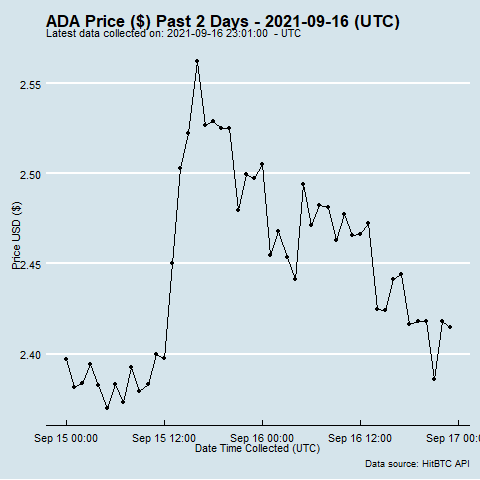 ADA Price ($) Past 2 Days - 2021-09-16 (UTC)
Latest data collected on: 2021-09-16 23:01:00  - UTC
Price USD ($)
2.55
2.50
2.45
2.40
Sep 15 00:00 Sep 15 12:00 Sep 16 00:00 Sep 16 12:00 Sep 17 00:0
Date Time Collected (UTC)
Data source: HitBTC API